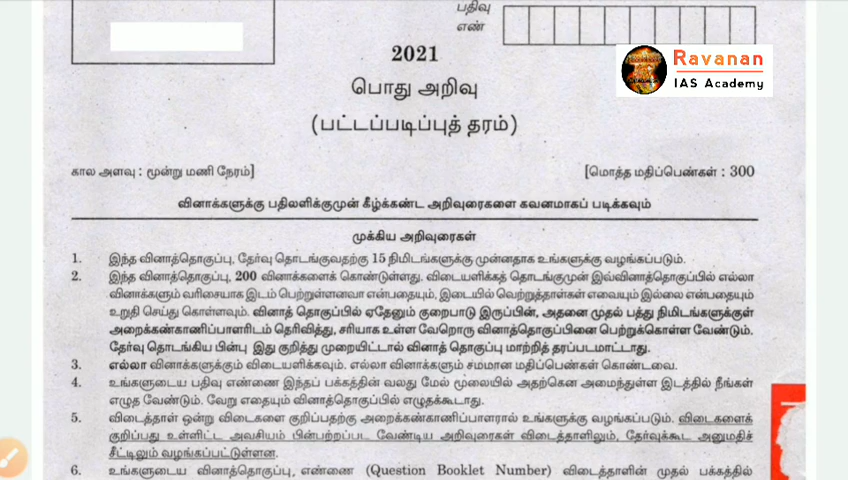 பதிவு
எண்
Ravanan
IAS Academy
2021
பொது அறிவு
(பட்டப்படிப்புத் தரம்)
கால அளவு : மூன்று மணி நேரம்]
[மொத்த மதிப்பெண்கள் : 300
வினாக்களுக்கு பதிலளிக்குமுன் கீழ்க்கண்ட அறிவுரைகளை கவனமாகப் படிக்கவும்
முக்கிய அறிவுரைகள்
1. இந்த வினாத்தொகுப்பு, தேர்வு தொடங்குவதற்கு 15 நிமிடங்களுக்கு முன்னதாக உங்களுக்கு வழங்கப்படும்.
2. இந்த வினாத்தொகுப்பு, 200 வினாக்களைக் கொண்டுள்ளது. விடையளிக்கத் தொடங்குமுன் இவ்வினாத்தொகுப்பில் எல்லா
வினாக்களும் வரிசையாக இடம் பெற்றுள்ளனவா என்பதையும், இடையில் வெற்றுத்தாள்கள் எவையும் இல்லை என்பதையும்
உறுதி செய்து கொள்ளவும். வினாத் தொகுப்பில் ஏதேனும் குறைபாடு இருப்பின், அதனை முதல் பத்து நிமிடங்களுக்குள்
அறைக்கண்காணிப்பாளரிடம் தெரிவித்து, சரியாக உள்ள வேறொரு வினாத்தொகுப்பினை பெற்றுக்கொள்ள வேண்டும்.
தேர்வு தொடங்கிய பின்பு இது குறித்து முறையிட்டால் வினாத் தொகுப்பு மாற்றித் தரப்படமாட்டாது.
3. எல்லா வினாக்களுக்கும் விடையளிக்கவும். எல்லா வினாக்களும் சமமான மதிப்பெண்கள் கொண்டவை.
4. உங்களுடைய பதிவு எண்ணை இந்தப் பக்கத்தின் வலது மேல் மூலையில் அதற்கென அமைந்துள்ள இடத்தில் நீங்கள்
எழுத வேண்டும். வேறு எதையும் வினாத்தொகுப்பில் எழுதக்கூடாது.
5. விடைத்தாள் ஒன்று விடைகளை குறிப்பதற்கு அறைக்கண்காணிப்பாளரால் உங்களுக்கு வழங்கப்படும். விடைகளைக்
குறிப்பது உள்ளிட்ட அவசியம் பின்பற்றப்பட வேண்டிய அறிவுரைகள் விடைத்தாளிலும், தேர்வுக்கூட அனுமதிச்
சீட்டிலும் வழங்கப்பட்டுள்ளன.
6. உங்களுடைய வினாத்தொகுப்பு எண்ணை (Question Booklet Number) விடைத்தாளின் முதல் பக்கத்தில்